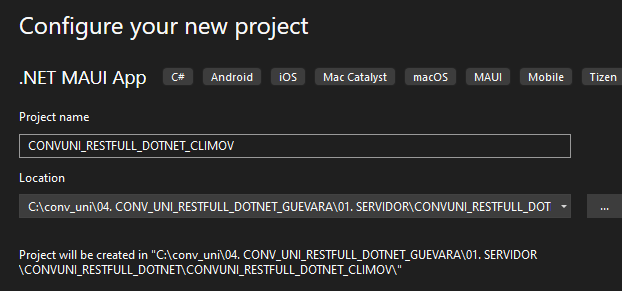 Configure your new project
.NET MAUI App C# Android iOS Mac Catalyst macOS MAUI Mobile Tizen
Project name
CONVUNI_RESTFULL_DOTNET_CLIMOV
Location
C:\conv_uni\04. CONV_UNI_RESTFULL_DOTNET_GUEVARA\01. SERVIDOR\CONVUNI_RESTFULL_DOT
...
Project will be created in "C:\conv_uni\04. CONV_UNI_RESTFULL_DOTNET_GUEVARA\01. SERVIDOR
\CONVUNI_RESTFULL_DOTNET\CONVUNI_RESTFULL_DOTNET_CLIMOV\"